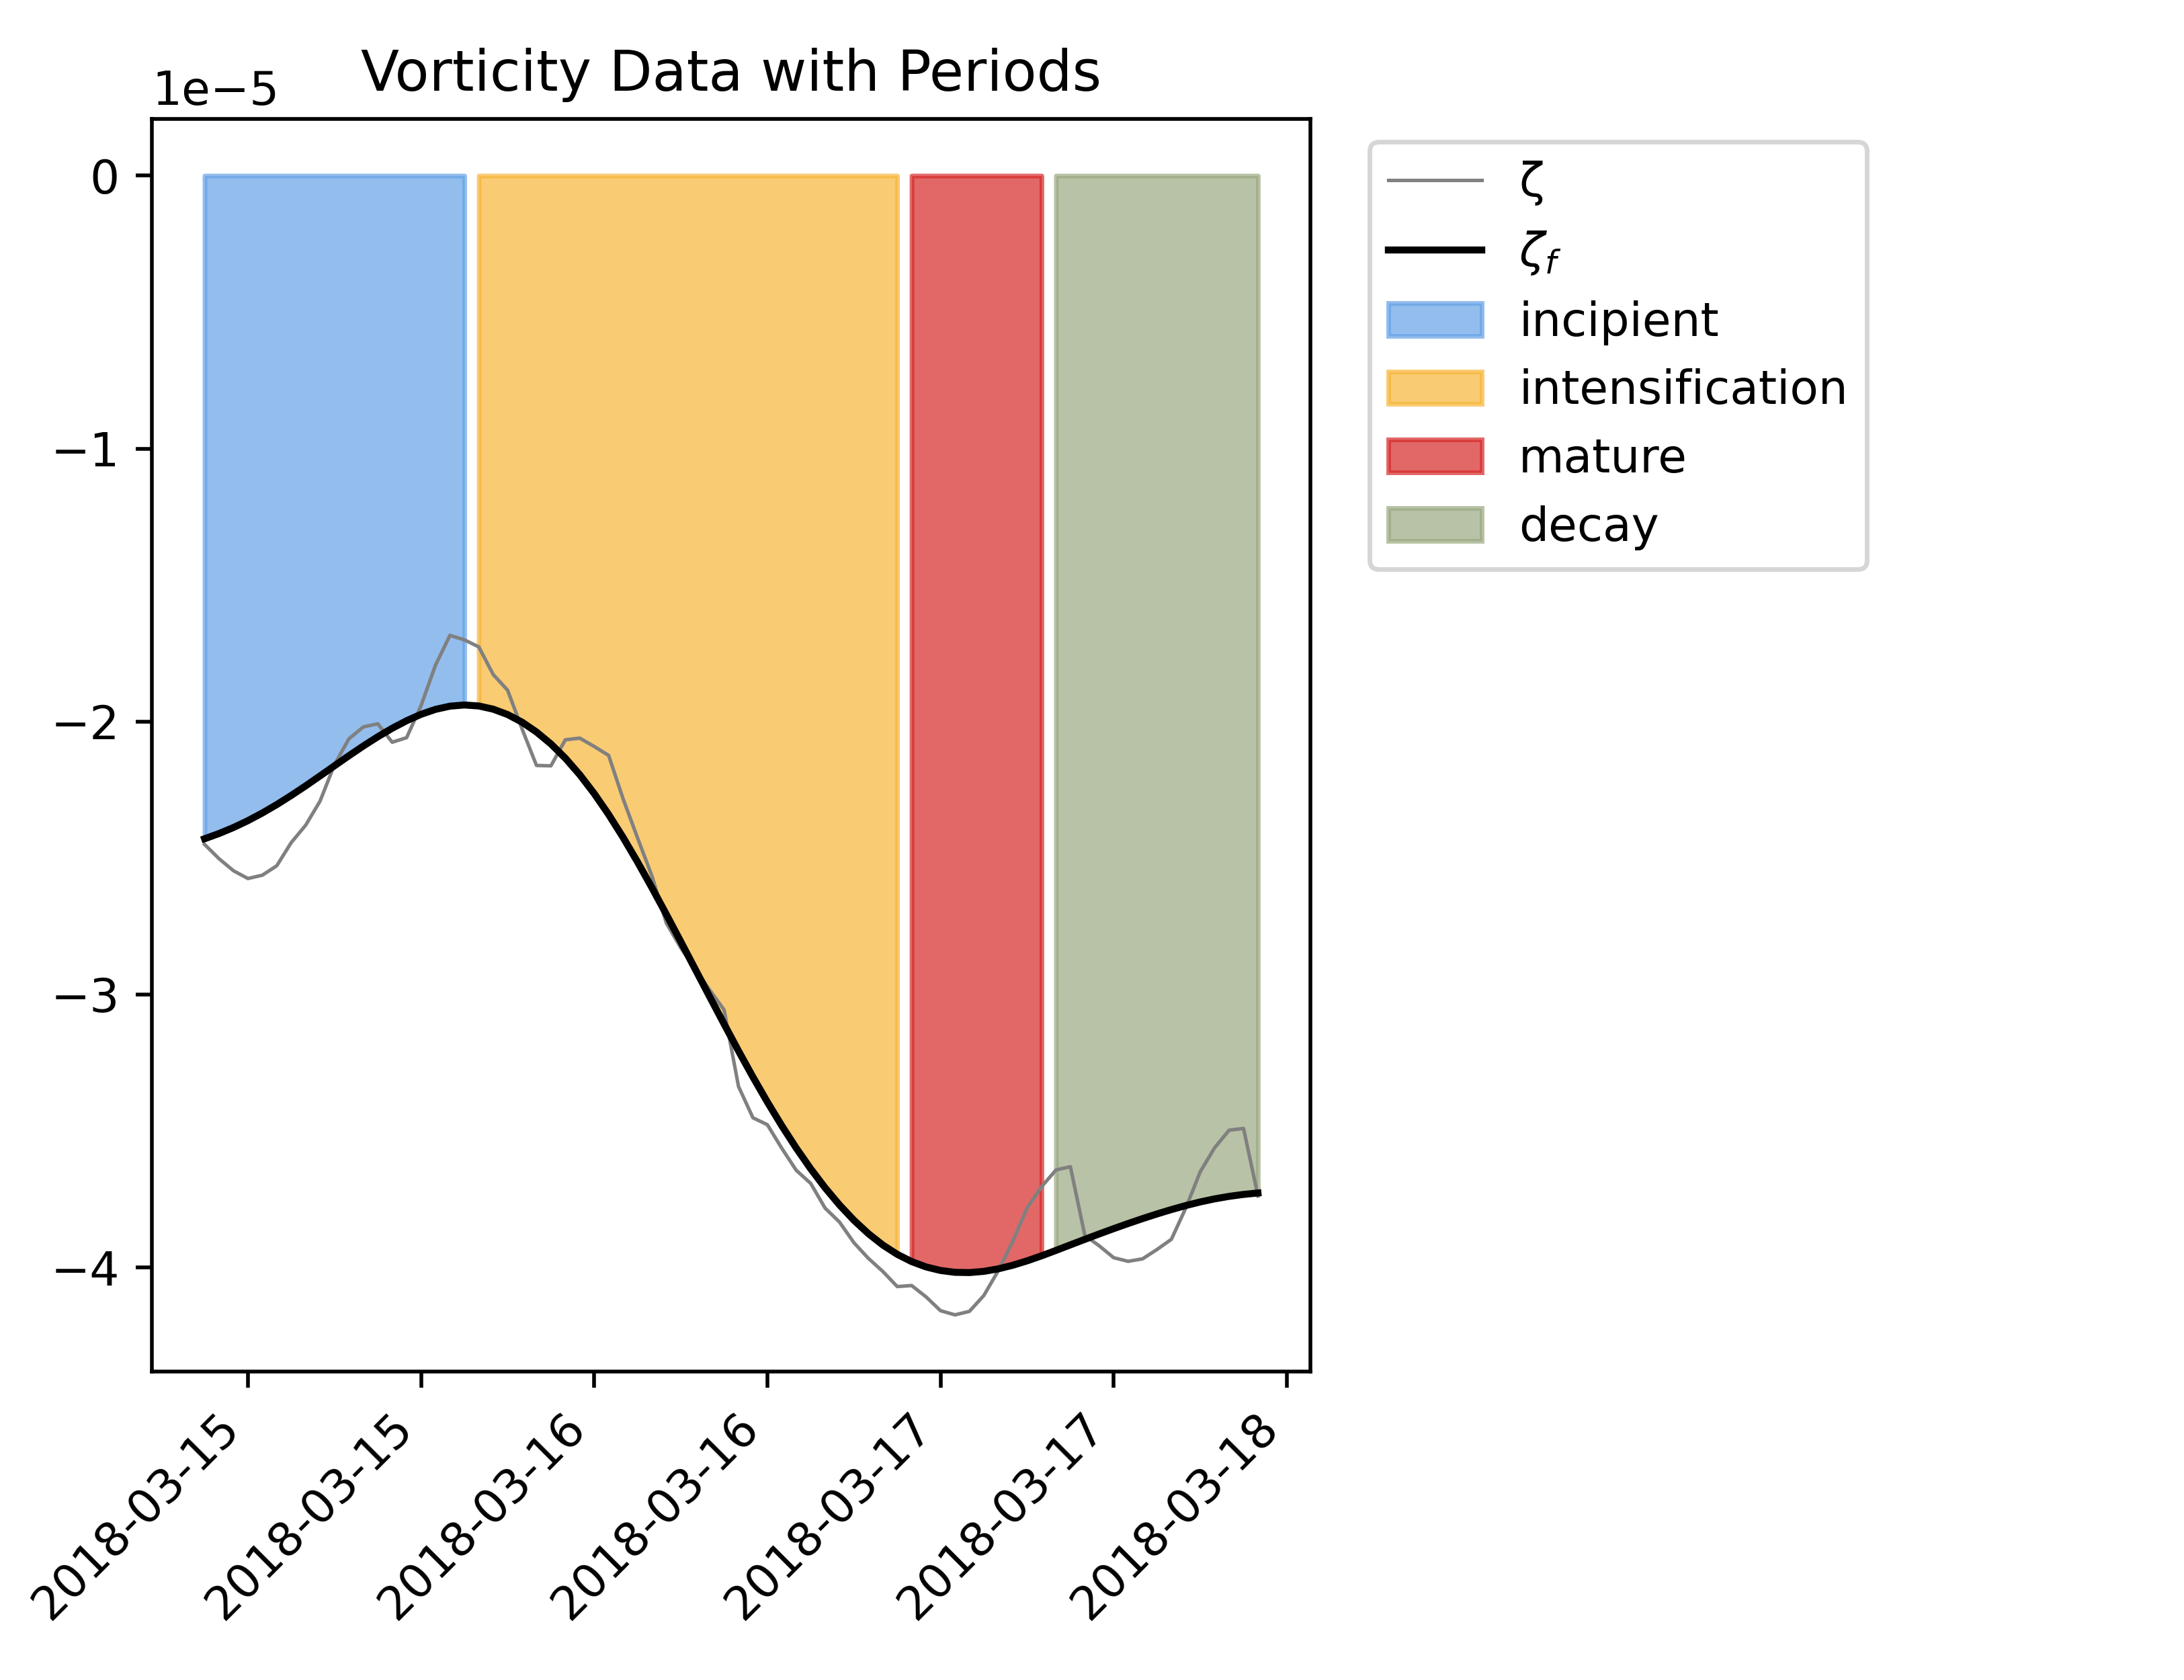 Vorticity Data with Periods
1e−5
0
−1
−2
−3
−4
2018-03-15
2018-03-15
2018-03-16
2018-03-16
2018-03-17
2018-03-17
2018-03-18
ζ
ζf
incipient
intensification
mature
decay